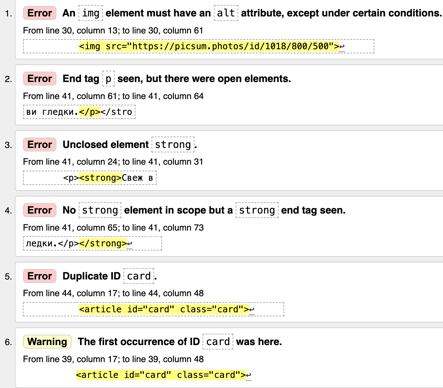 1. Error An img element must have an alt attribute, except under certain conditions.
From line 30, column 13; to line 30, column 61
<img src="https://picsum.photos/id/1018/800/500">↩
2. Error End tag p seen, but there were open elements.
From line 41, column 61; to line 41, column 64
ви гледки.</p></stro
3. Error Unclosed element strong.
From line 41, column 24; to line 41, column 31
<p><strong>Свеж в
4. Error No strong element in scope but a strong end tag seen.
From line 41, column 65; to line 41, column 73
ледки.</p></strong>↩
5. Error Duplicate ID card.
From line 44, column 17; to line 44, column 48
<article id="card" class="card">↩
6. Warning The first occurrence of ID card was here.
From line 39, column 17; to line 39, column 48
<article id="card" class="card">↩